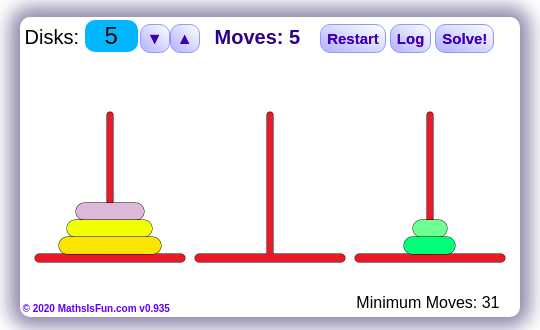 Disks: 5 ▼ ▲ Moves: 5 Restart Log Solve!
© 2020 MathsIsFun.com v0.935
Minimum Moves: 31